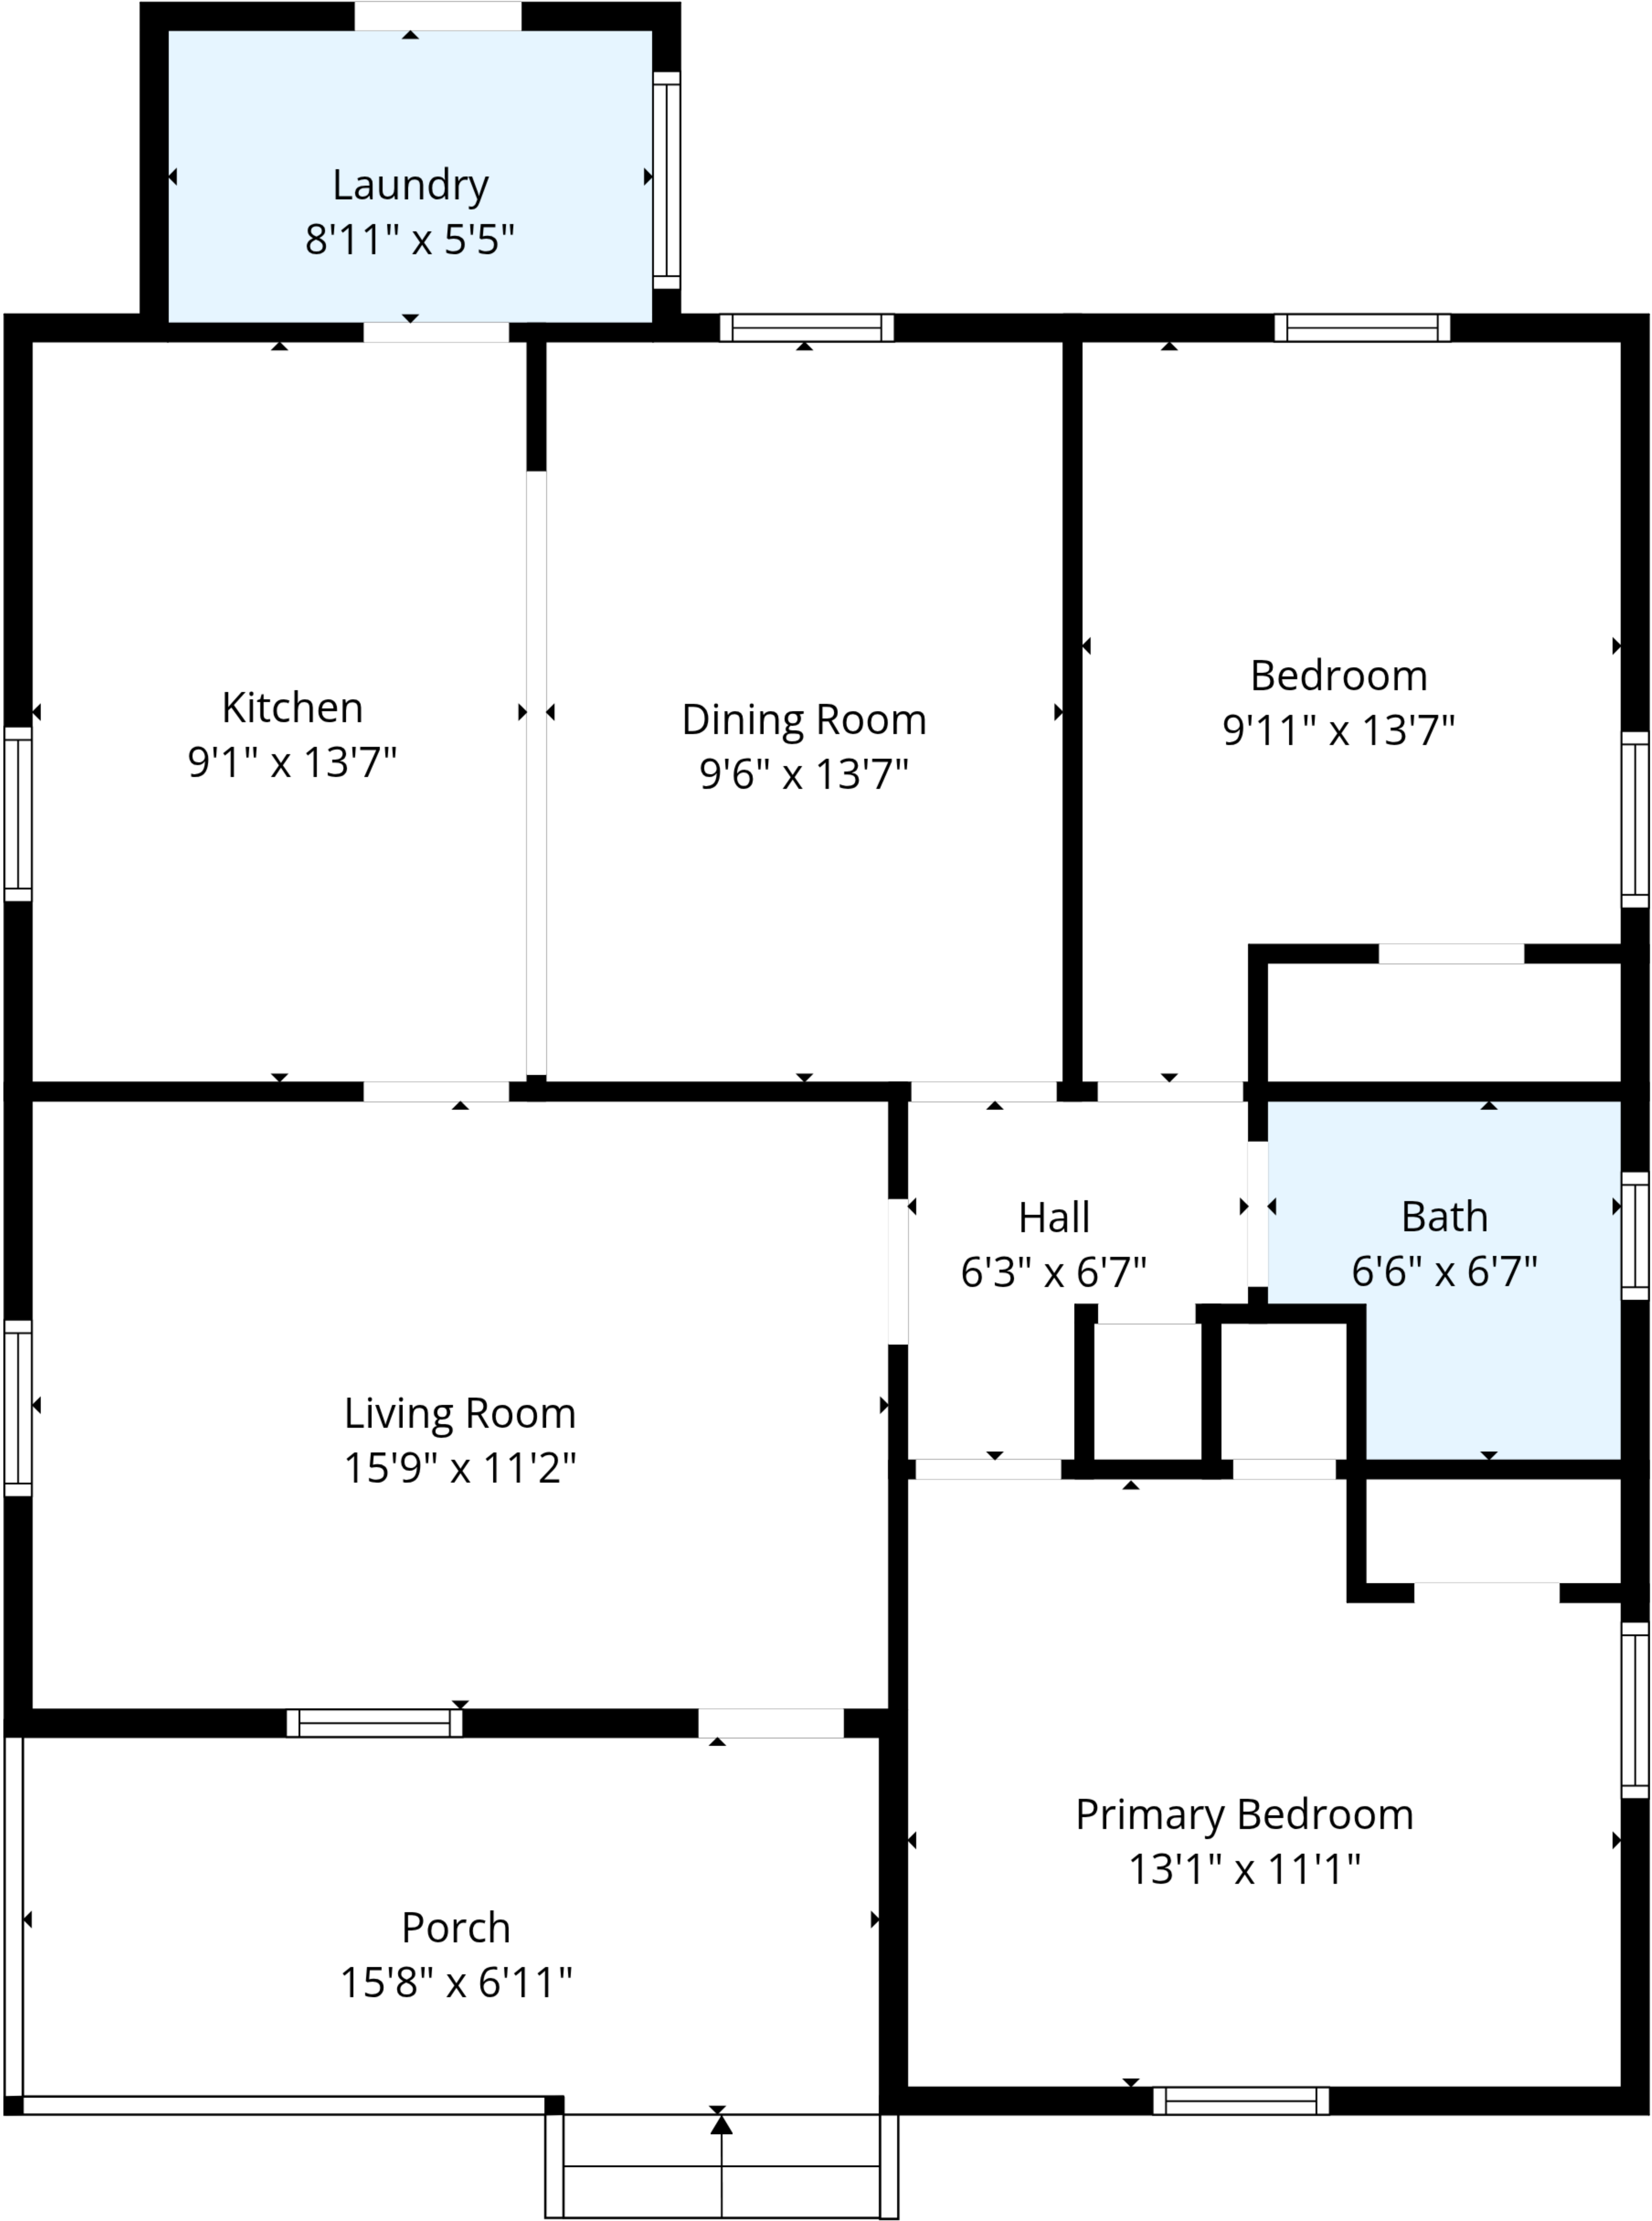 Laundry
8'11" x 5'5"
Kitchen
9'1" x 13'7"
Dining Room
9'6" x 13'7"
Bedroom
9'11" x 13'7"
Hall
6'3" x 6'7"
Bath
6'6" x 6'7"
Living Room
15'9" x 11'2"
Primary Bedroom
13'1" x 11'1"
Porch
15'8" x 6'11"